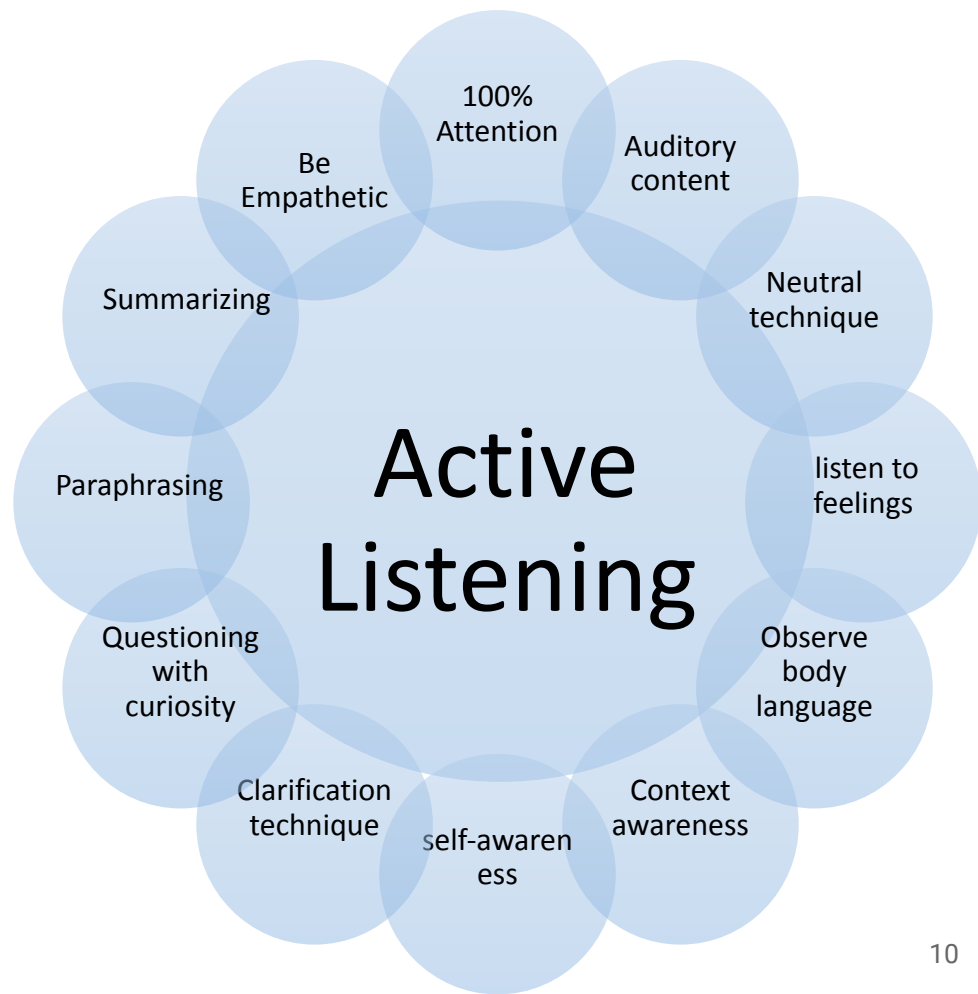 100%
Attention
Auditory
content
Neutral
technique
listen to
feelings
Observe
body
language
Context
awareness
self-awaren
ess
Clarification
technique
Questioning
with
curiosity
Paraphrasing
Summarizing
Be
Empathetic
Active
Listening
10